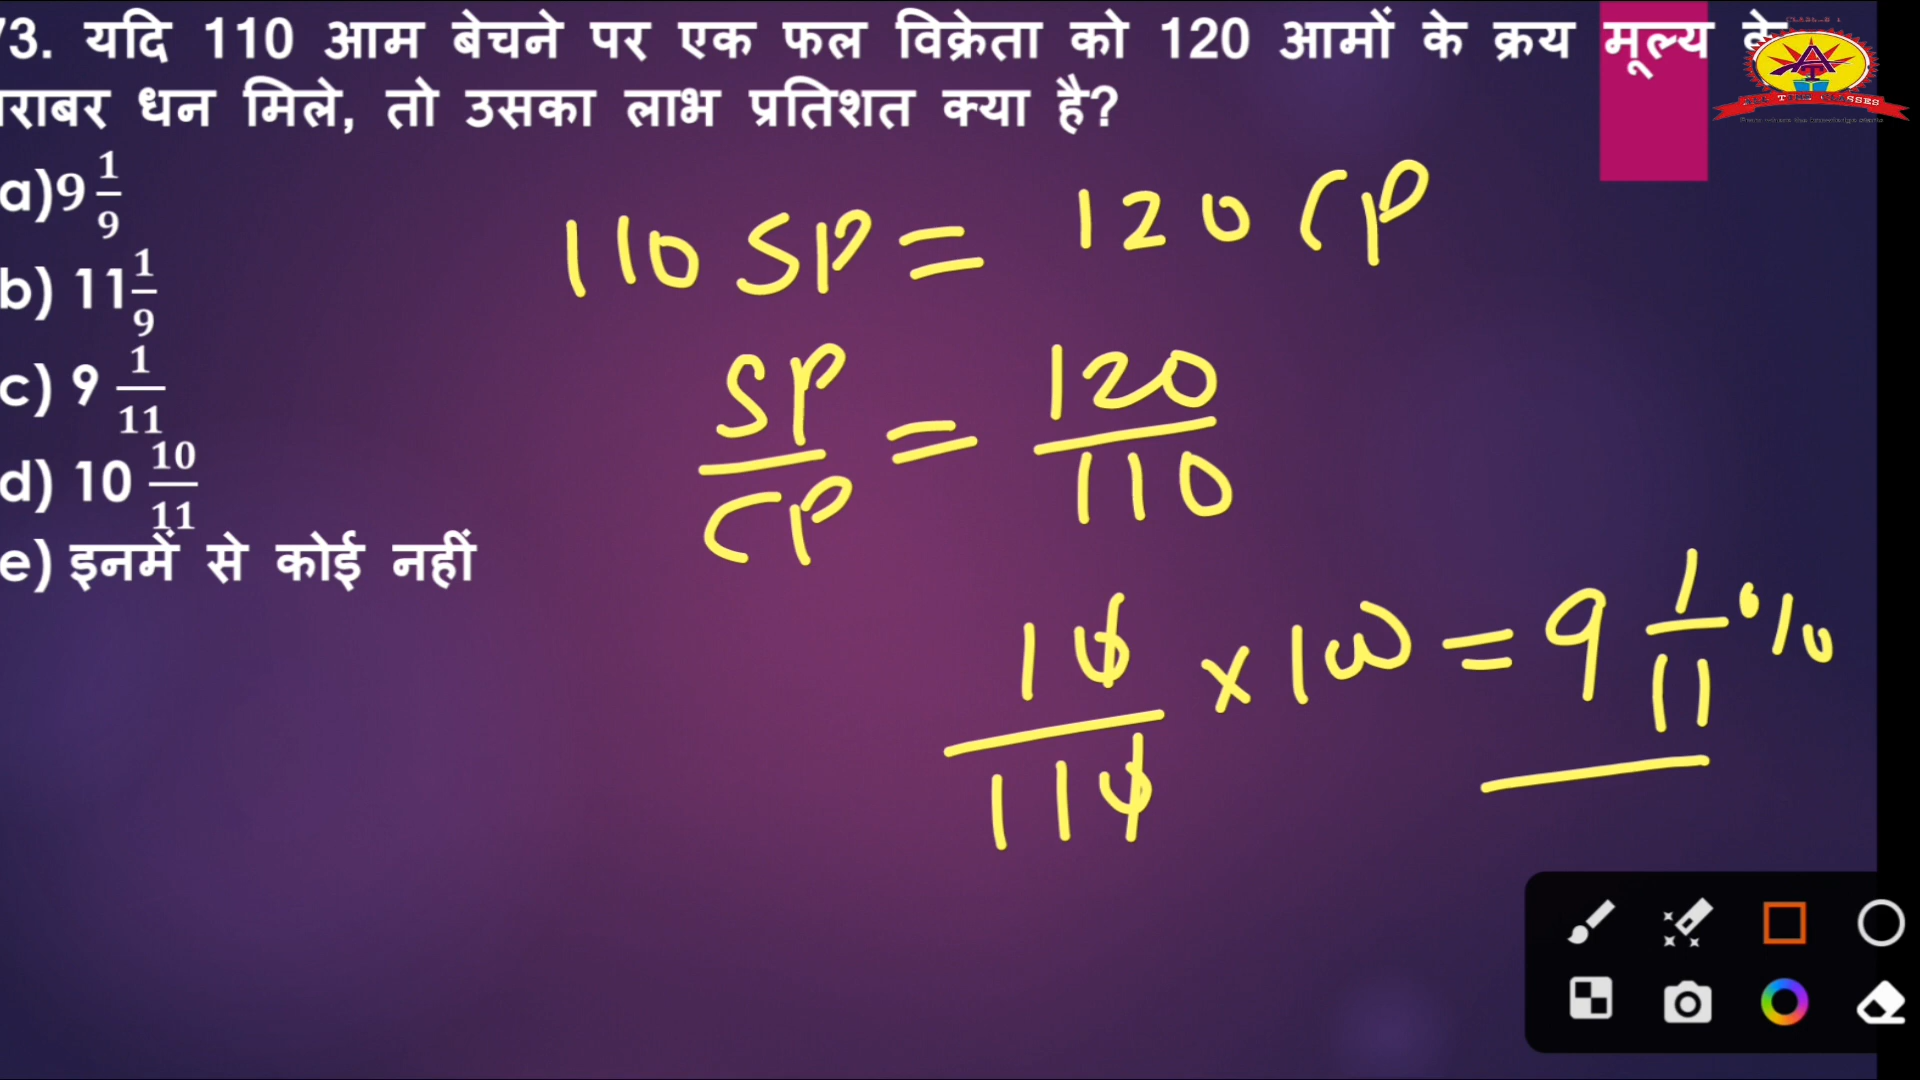 73. यदि 110 आम बेचने पर एक फल विक्रेता को 120 आमों के क्रय मूल्य के
बराबर धन मिले, तो उसका लाभ प्रतिशत क्या है?
a) 9 1/9
b) 11 1/9
c) 9 1/11
d) 10 10/11
e) इनमें से कोई नहीं
110 SP = 120 CP
SP/CP = 120/110
10/110 × 100 = 9 1/11 %